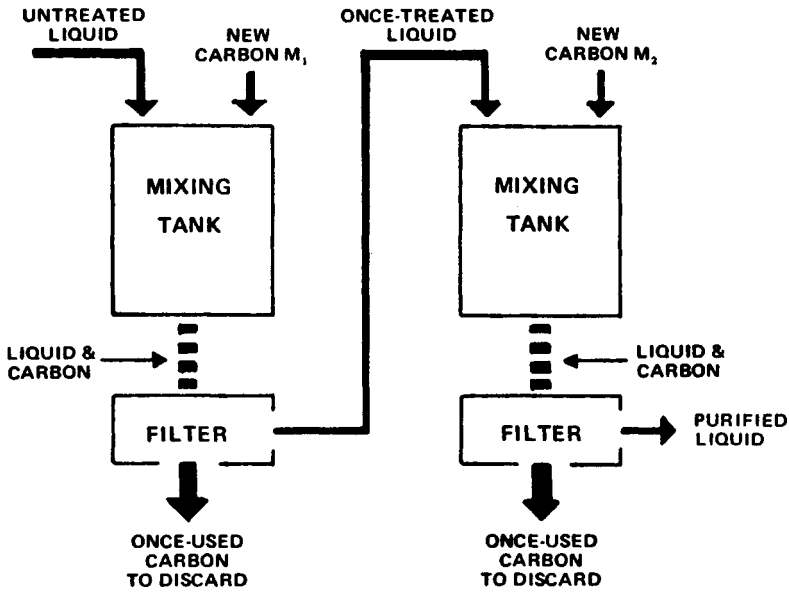 UNTREATED
LIQUID
NEW
CARBON M₁
ONCE-TREATED
LIQUID
NEW
CARBON M₂
MIXING
TANK
MIXING
TANK
LIQUID &
CARBON
LIQUID &
CARBON
FILTER
FILTER
PURIFIED
LIQUID
ONCE-USED
CARBON
TO DISCARD
ONCE-USED
CARBON
TO DISCARD